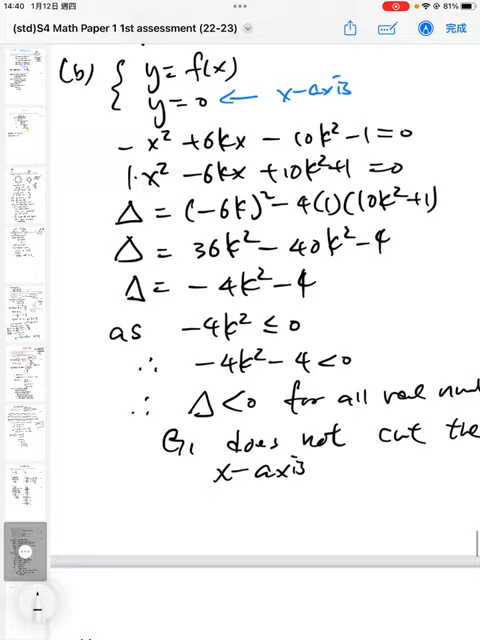 14:40 1月12日 週四 81%
(std)S4 Math Paper 1 1st assessment (22-23) 完成
(b) { y = f(x)
y = 0 ← x-axis
- x² + 6kx - 10k² - 1 = 0
1·x² - 6kx + 10k² + 1 = 0
Δ = (-6k)² - 4(1)(10k²+1)
Δ = 36k² - 40k² - 4
Δ = -4k² - 4
as -4k² ≤ 0
∴ -4k² - 4 < 0
∴ Δ < 0 for all real num
G₁ does not cut the
x-axis